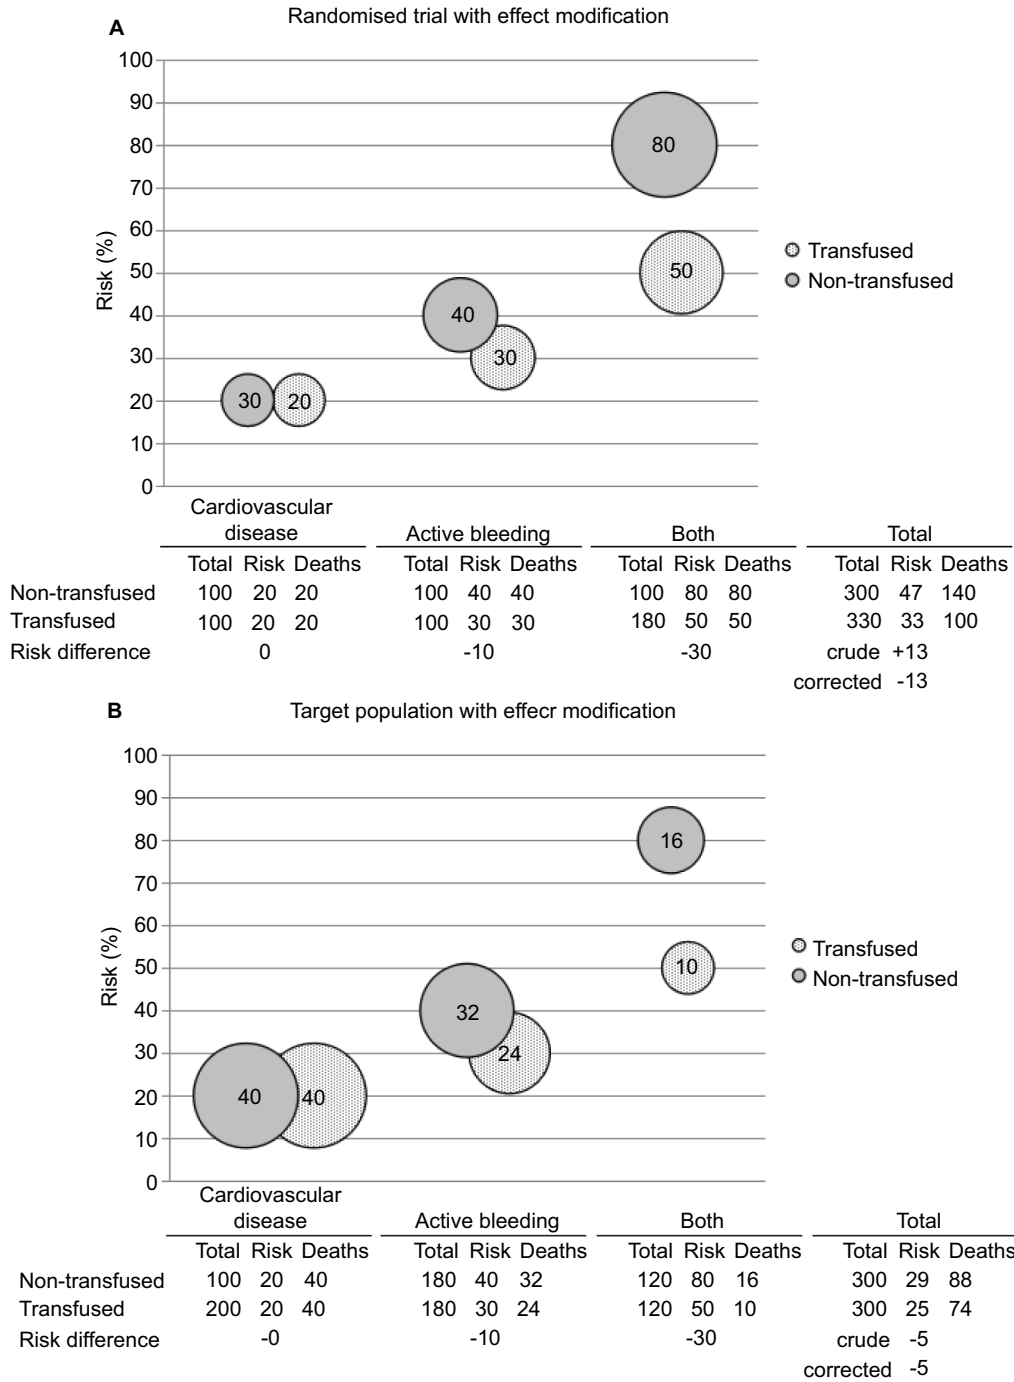 A
Randomised trial with effect modification
100
90
80
70
60
50
40
30
20
10
0
Risk (%)
80
50
40
30
30
20
Transfused
Non-transfused
Cardiovascular
disease
Active bleeding
Both
Total
Total Risk Deaths Total Risk Deaths Total Risk Deaths Total Risk Deaths
Non-transfused 100 20 20 100 40 40 100 80 80 300 47 140
Transfused 100 20 20 100 30 30 180 50 50 330 33 100
Risk difference 0 -10 -30 crude +13
corrected -13
B
Target population with effecr modification
100
90
80
70
60
50
40
30
20
10
0
Risk (%)
16
10
32
24
40
40
Transfused
Non-transfused
Cardiovascular
disease
Active bleeding
Both
Total
Total Risk Deaths Total Risk Deaths Total Risk Deaths Total Risk Deaths
Non-transfused 100 20 40 180 40 32 120 80 16 300 29 88
Transfused 200 20 40 180 30 24 120 50 10 300 25 74
Risk difference -0 -10 -30 crude -5
corrected -5